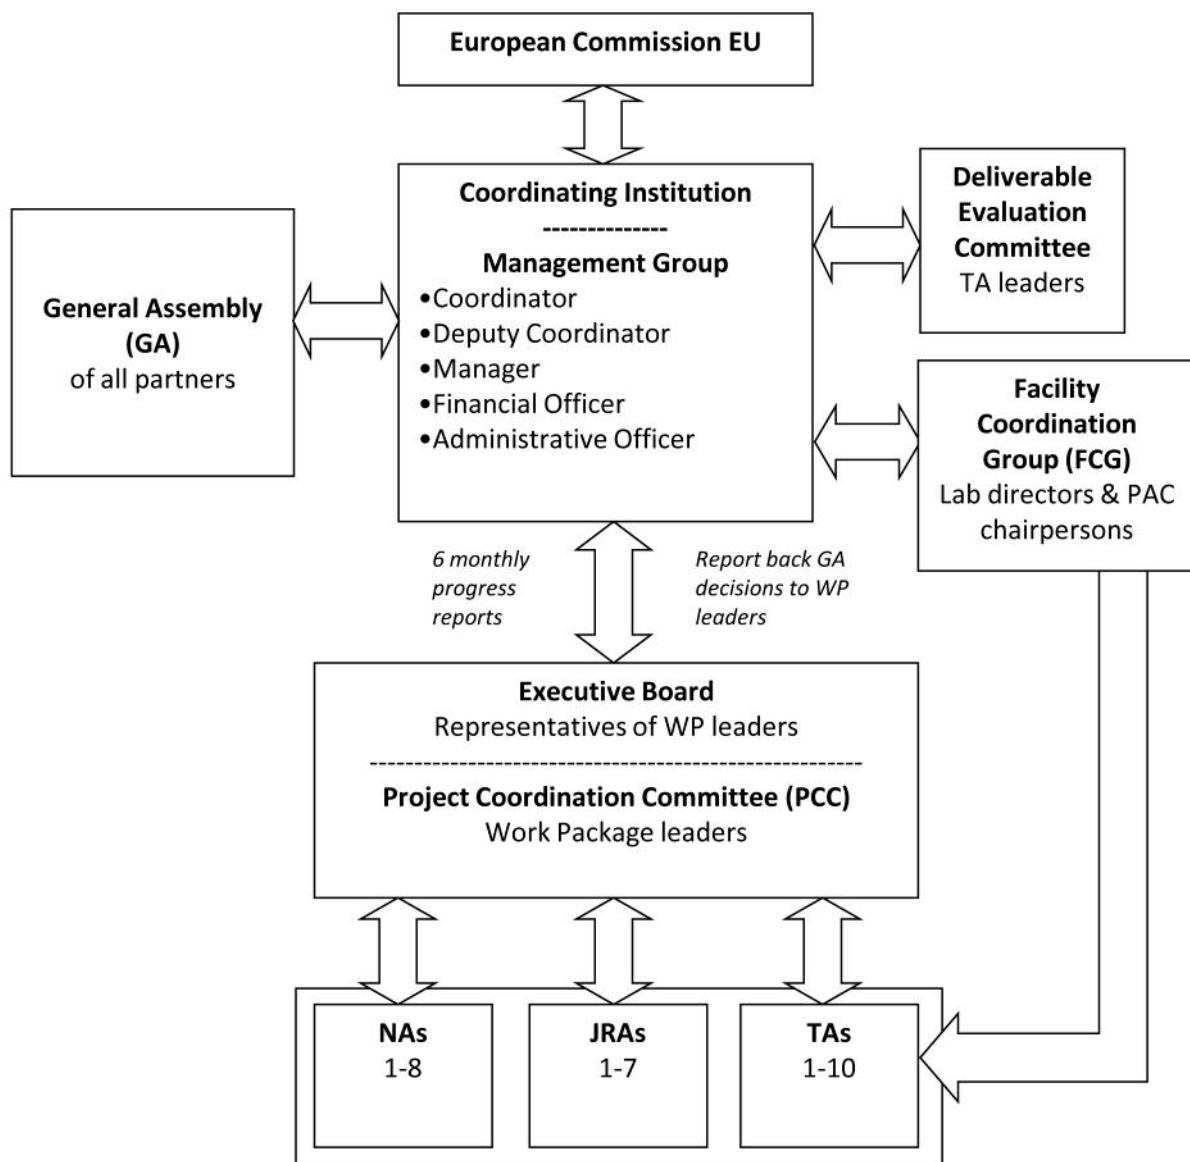 European Commission EU
Coordinating Institution
--------------
Management Group
•Coordinator
•Deputy Coordinator
•Manager
•Financial Officer
•Administrative Officer
General Assembly
(GA)
of all partners
Deliverable
Evaluation
Committee
TA leaders
Facility
Coordination
Group (FCG)
Lab directors & PAC
chairpersons
6 monthly
progress
reports
Report back GA
decisions to WP
leaders
Executive Board
Representatives of WP leaders
-------------------------------------------------------
Project Coordination Committee (PCC)
Work Package leaders
NAs
1-8
JRAs
1-7
TAs
1-10